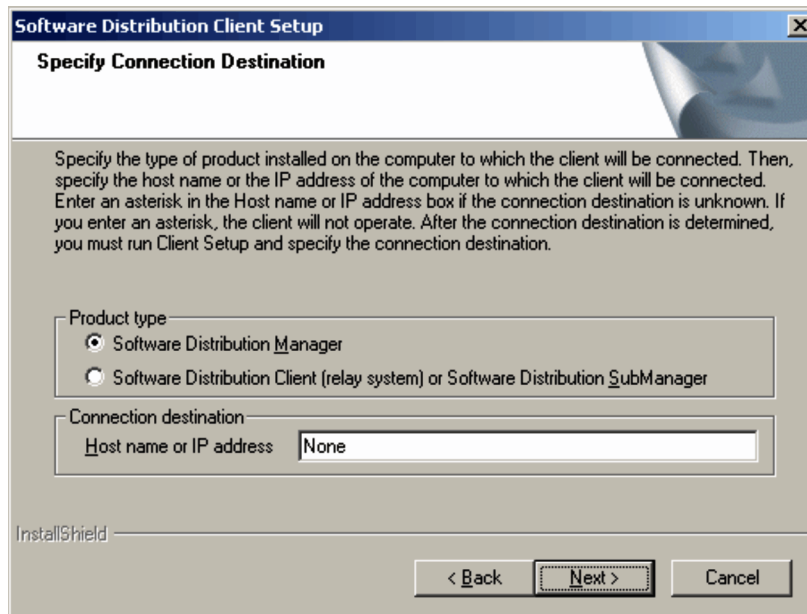 Software Distribution Client Setup
Specify Connection Destination
Specify the type of product installed on the computer to which the client will be connected. Then,
specify the host name or the IP address of the computer to which the client will be connected.
Enter an asterisk in the Host name or IP address box if the connection destination is unknown. If
you enter an asterisk, the client will not operate. After the connection destination is determined,
you must run Client Setup and specify the connection destination.
Product type
Software Distribution Manager
Software Distribution Client (relay system) or Software Distribution SubManager
Connection destination
Host name or IP address None
InstallShield
< Back Next > Cancel